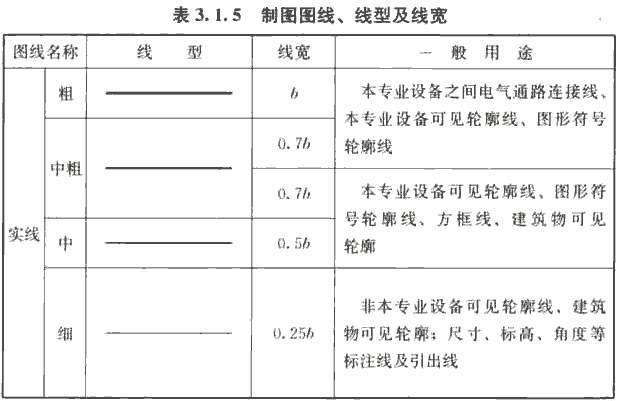 表 3.1.5 制图图线、线型及线宽
图线名称 线 型 线宽 一 般 用 途
实线
粗 b
本专业设备之间电气通路连接线、
本专业设备可见轮廓线、图形符号
轮廓线
中粗 0.7b
0.7b
本专业设备可见轮廓线、图形符
号轮廓线、方框线、建筑物可见
轮廓
中 0.5b
细 0.25b
非本专业设备可见轮廓线、建筑
物可见轮廓；尺寸、标高、角度等
标注线及引出线